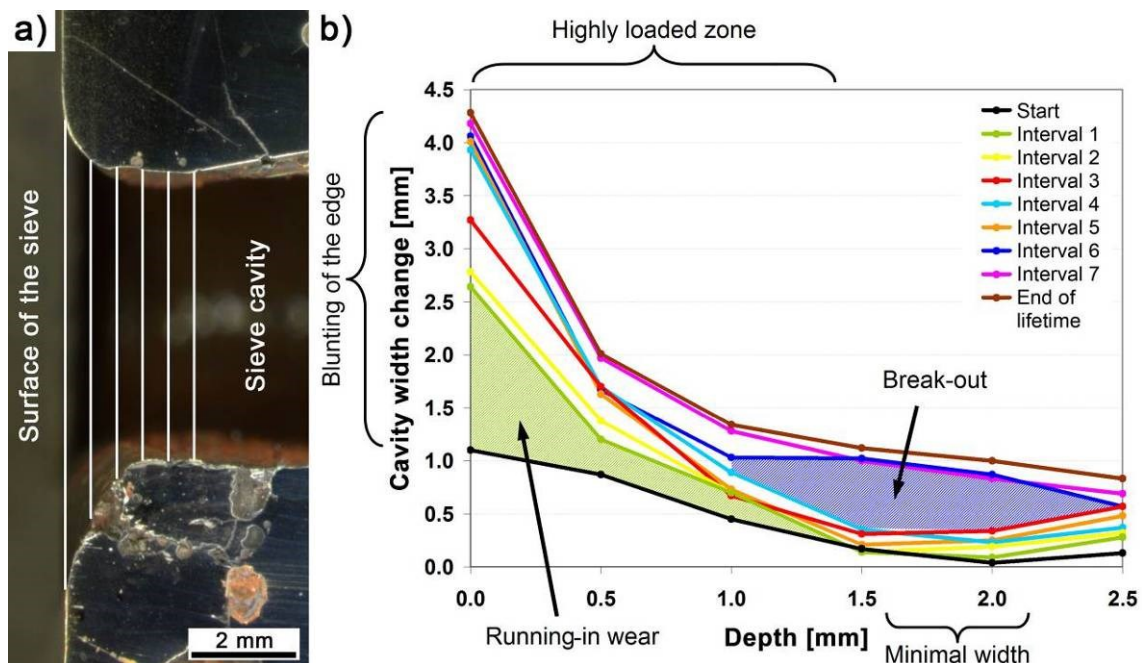 a)
Surface of the sieve
Sieve cavity
2 mm
b)
Highly loaded zone
Blunting of the edge
Cavity width change [mm]
4.5
4.0
3.5
3.0
2.5
2.0
1.5
1.0
0.5
0.0
Start
Interval 1
Interval 2
Interval 3
Interval 4
Interval 5
Interval 6
Interval 7
End of
lifetime
Break-out
0.0 0.5 1.0 1.5 2.0 2.5
Running-in wear
Depth [mm]
Minimal width